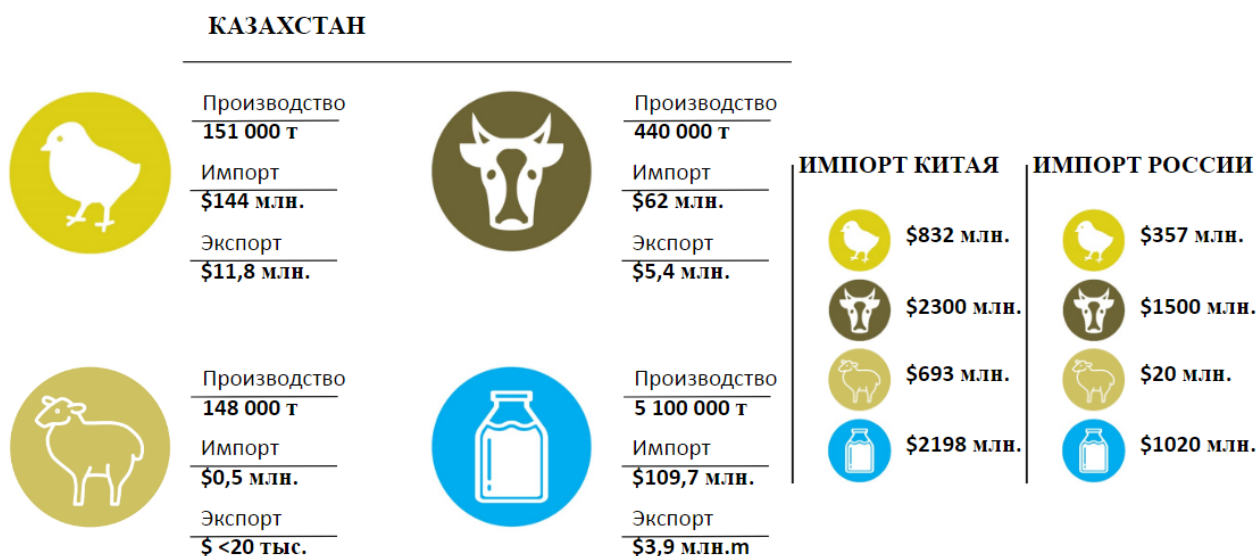 КАЗАХСТАН
Производство
151 000 т
Импорт
$144 млн.
Экспорт
$11,8 млн.
Производство
440 000 т
Импорт
$62 млн.
Экспорт
$5,4 млн.
Производство
148 000 т
Импорт
$0,5 млн.
Экспорт
$ <20 тыс.
Производство
5 100 000 т
Импорт
$109,7 млн.
Экспорт
$3,9 млн.m
ИМПОРТ КИТАЯ
$832 млн.
$2300 млн.
$693 млн.
$2198 млн.
ИМПОРТ РОССИИ
$357 млн.
$1500 млн.
$20 млн.
$1020 млн.